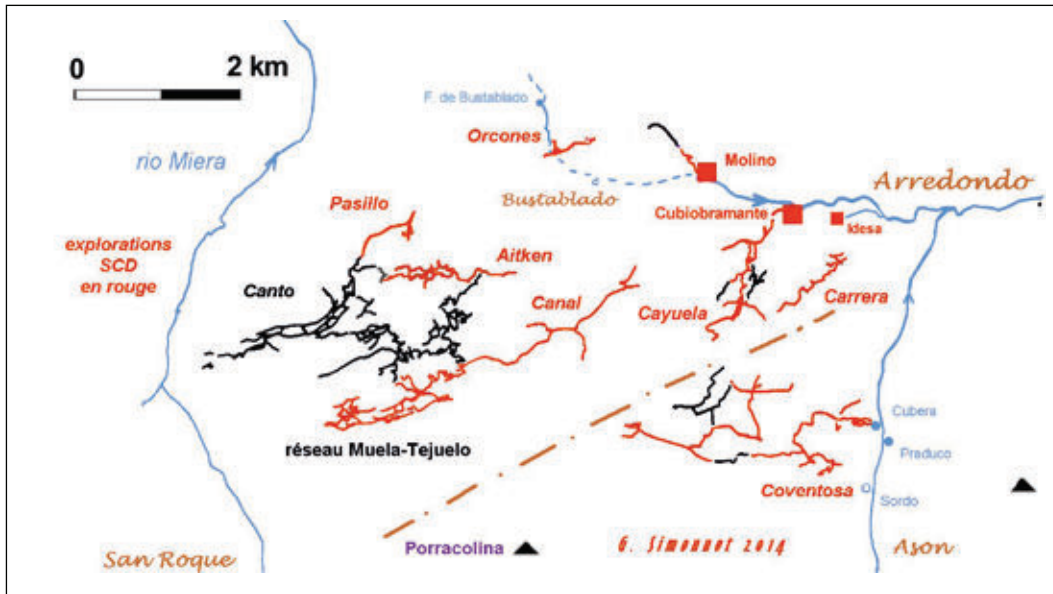 0 2 km
F. de Bustablado
Orcones
rio Miera
Molino
Arredondo
Bustablado
Pasillo
Cubiobramante
Idesa
explorations
SCD
en rouge
Aitken
Canto
Canal
Cayuela
Carrera
Cubera
réseau Muela-Tejuelo
Praduco
Coventosa
Sordo
San Roque
Porracolina
G. Simonnet 2014
Ason